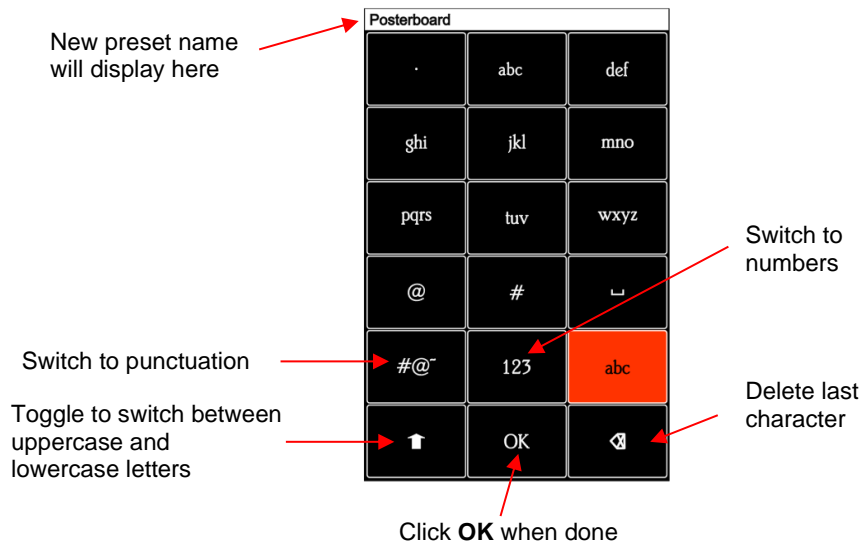 Posterboard
New preset name
will display here
. abc def
ghi jkl mno
pqrs tuv wxyz
Switch to
numbers
@ # ⎵
Switch to punctuation
#@~ 123 abc
Delete last
character
Toggle to switch between
uppercase and
lowercase letters
OK
Click OK when done